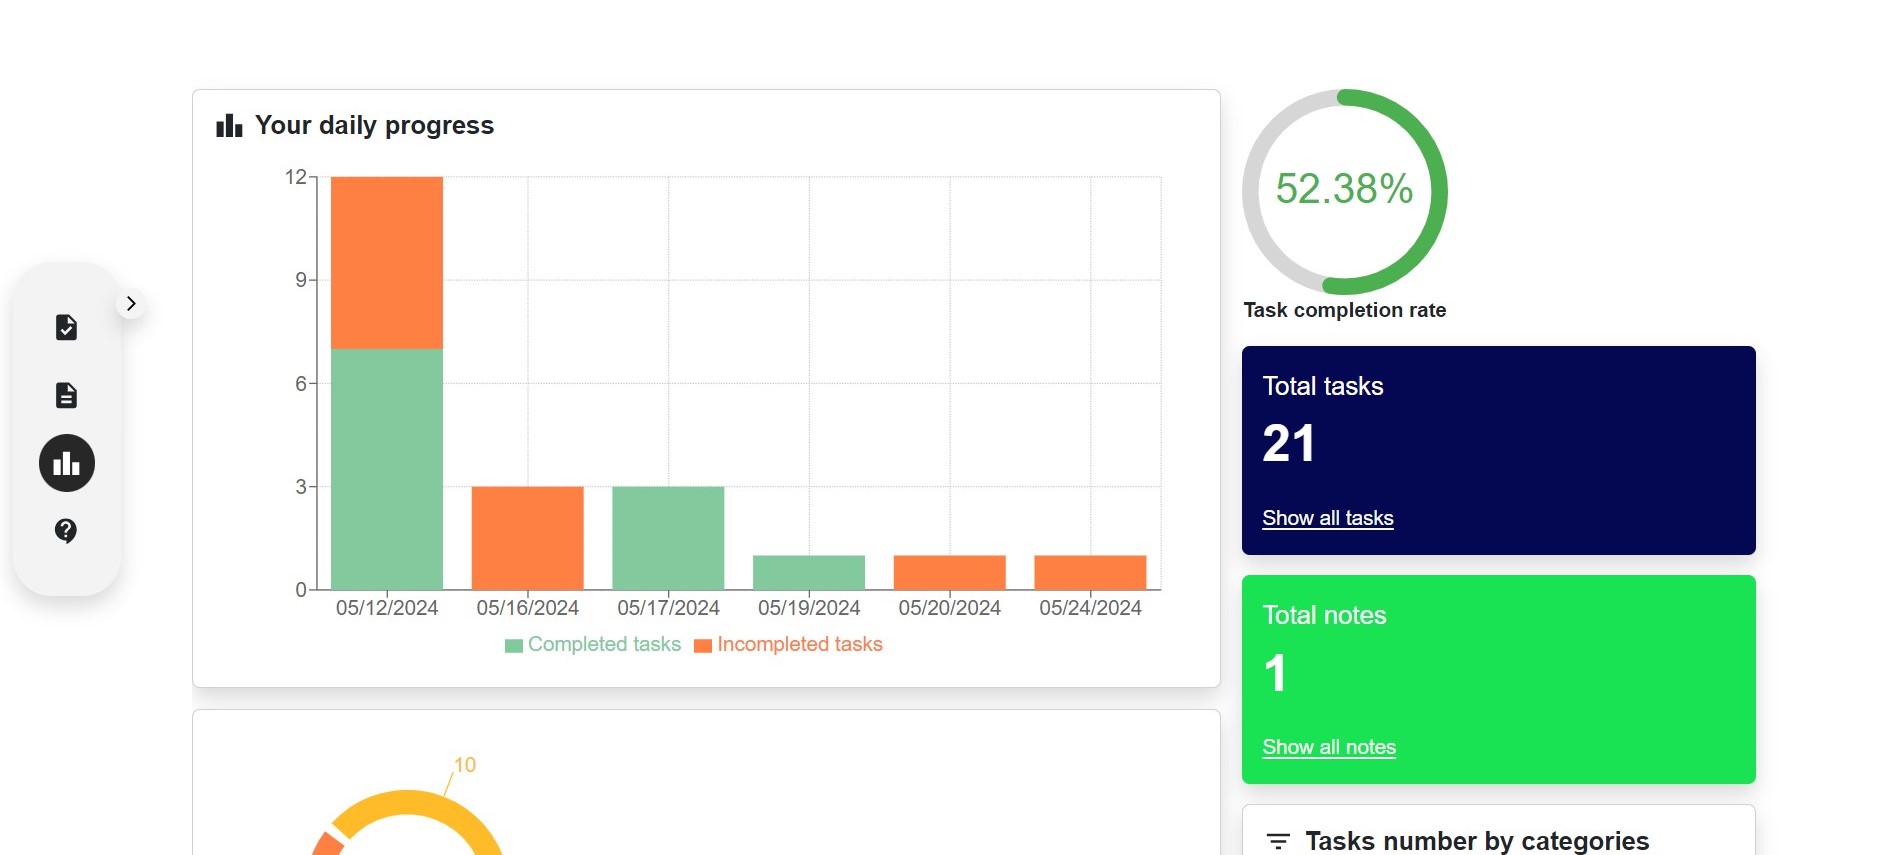 Your daily progress
12
9
6
3
0
05/12/2024 05/16/2024 05/17/2024 05/19/2024 05/20/2024 05/24/2024
Completed tasks Incompleted tasks
10
52.38%
Task completion rate
Total tasks
21
Show all tasks
Total notes
1
Show all notes
Tasks number by categories